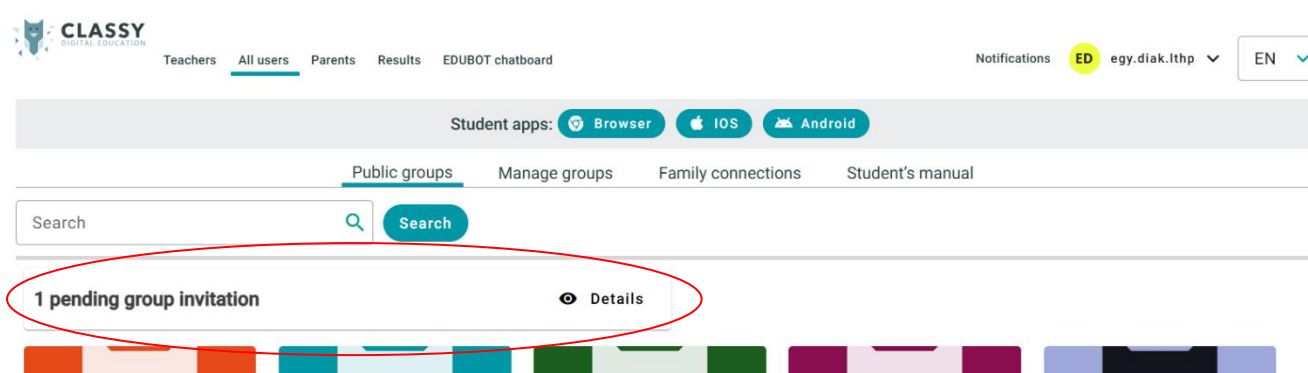 CLASSY
DIGITAL EDUCATION
Teachers All users Parents Results EDUBOT chatboard Notifications ED egy.diak.lthp EN
Student apps: Browser IOS Android
Public groups Manage groups Family connections Student's manual
Search Search
1 pending group invitation Details